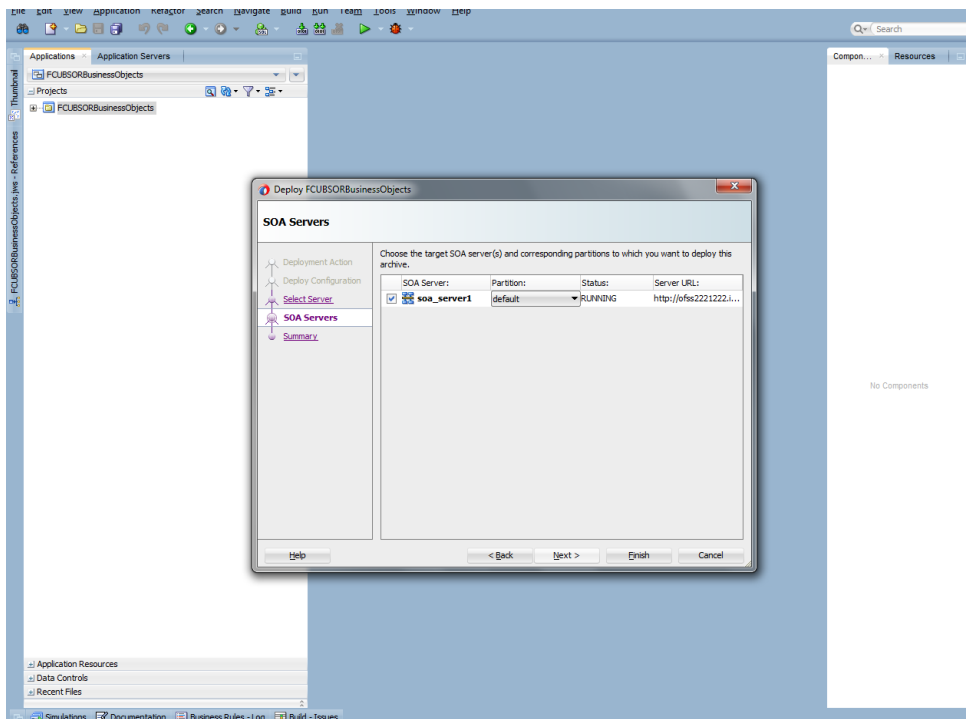 File Edit View Application Refactor Search Navigate Build Run Team Tools Window Help
Search
Applications Application Servers
Compon... Resources
FCUBSORBusinessObjects
Projects
FCUBSORBusinessObjects
Thumbnail
FCUBSORBusinessObjects.jws - References
Deploy FCUBSORBusinessObjects
SOA Servers
Deployment Action
Deploy Configuration
Select Server
SOA Servers
Summary
Choose the target SOA server(s) and corresponding partitions to which you want to deploy this
archive.
SOA Server: Partition: Status: Server URL:
soa_server1 default RUNNING http://ofss2221222.i...
No Components
Help < Back Next > Finish Cancel
Application Resources
Data Controls
Recent Files
Simulations Documentation Business Rules - Log Build - Issues